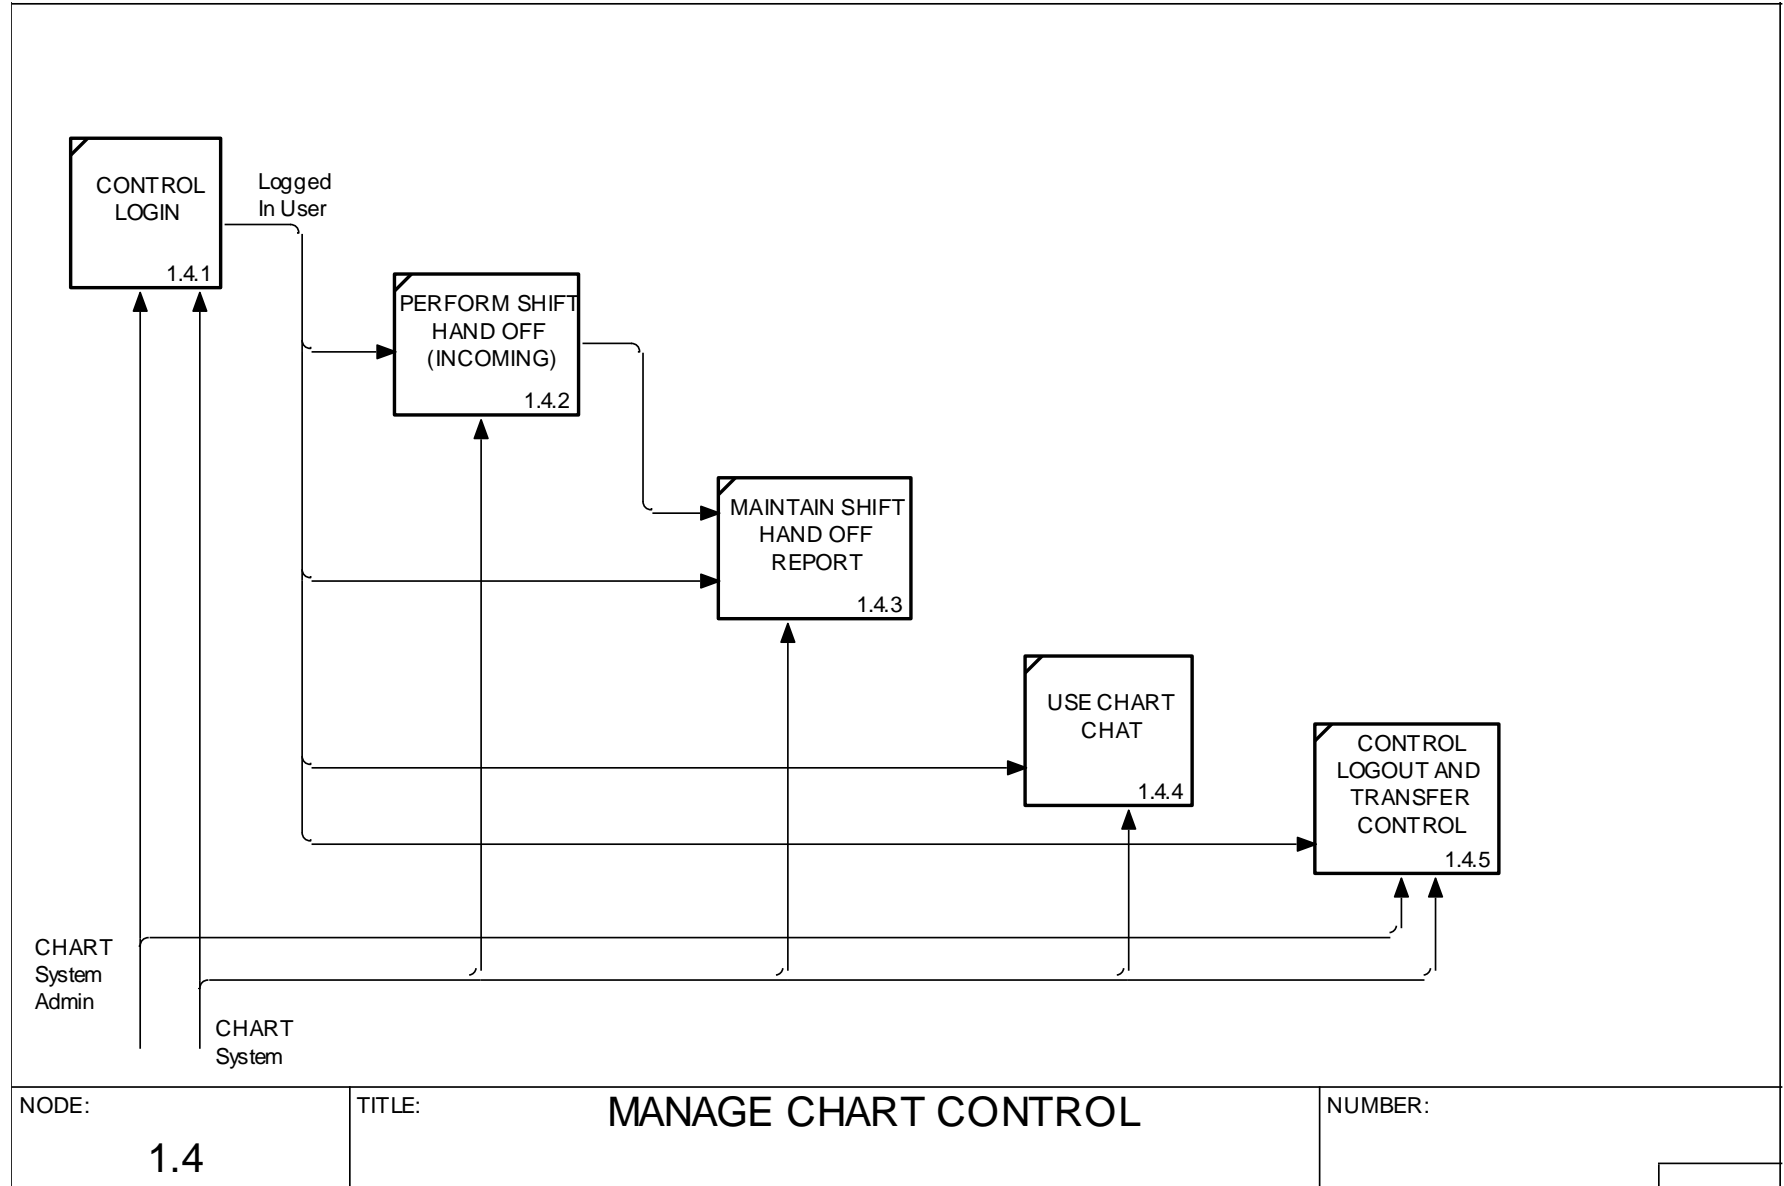 CONTROL
LOGIN
1.4.1
Logged
In User
PERFORM SHIFT
HAND OFF
(INCOMING)
1.4.2
MAINTAIN SHIFT
HAND OFF
REPORT
1.4.3
USE CHART
CHAT
1.4.4
CONTROL
LOGOUT AND
TRANSFER
CONTROL
1.4.5
CHART
System
Admin
CHART
System
NODE:
1.4
TITLE:
MANAGE CHART CONTROL
NUMBER: